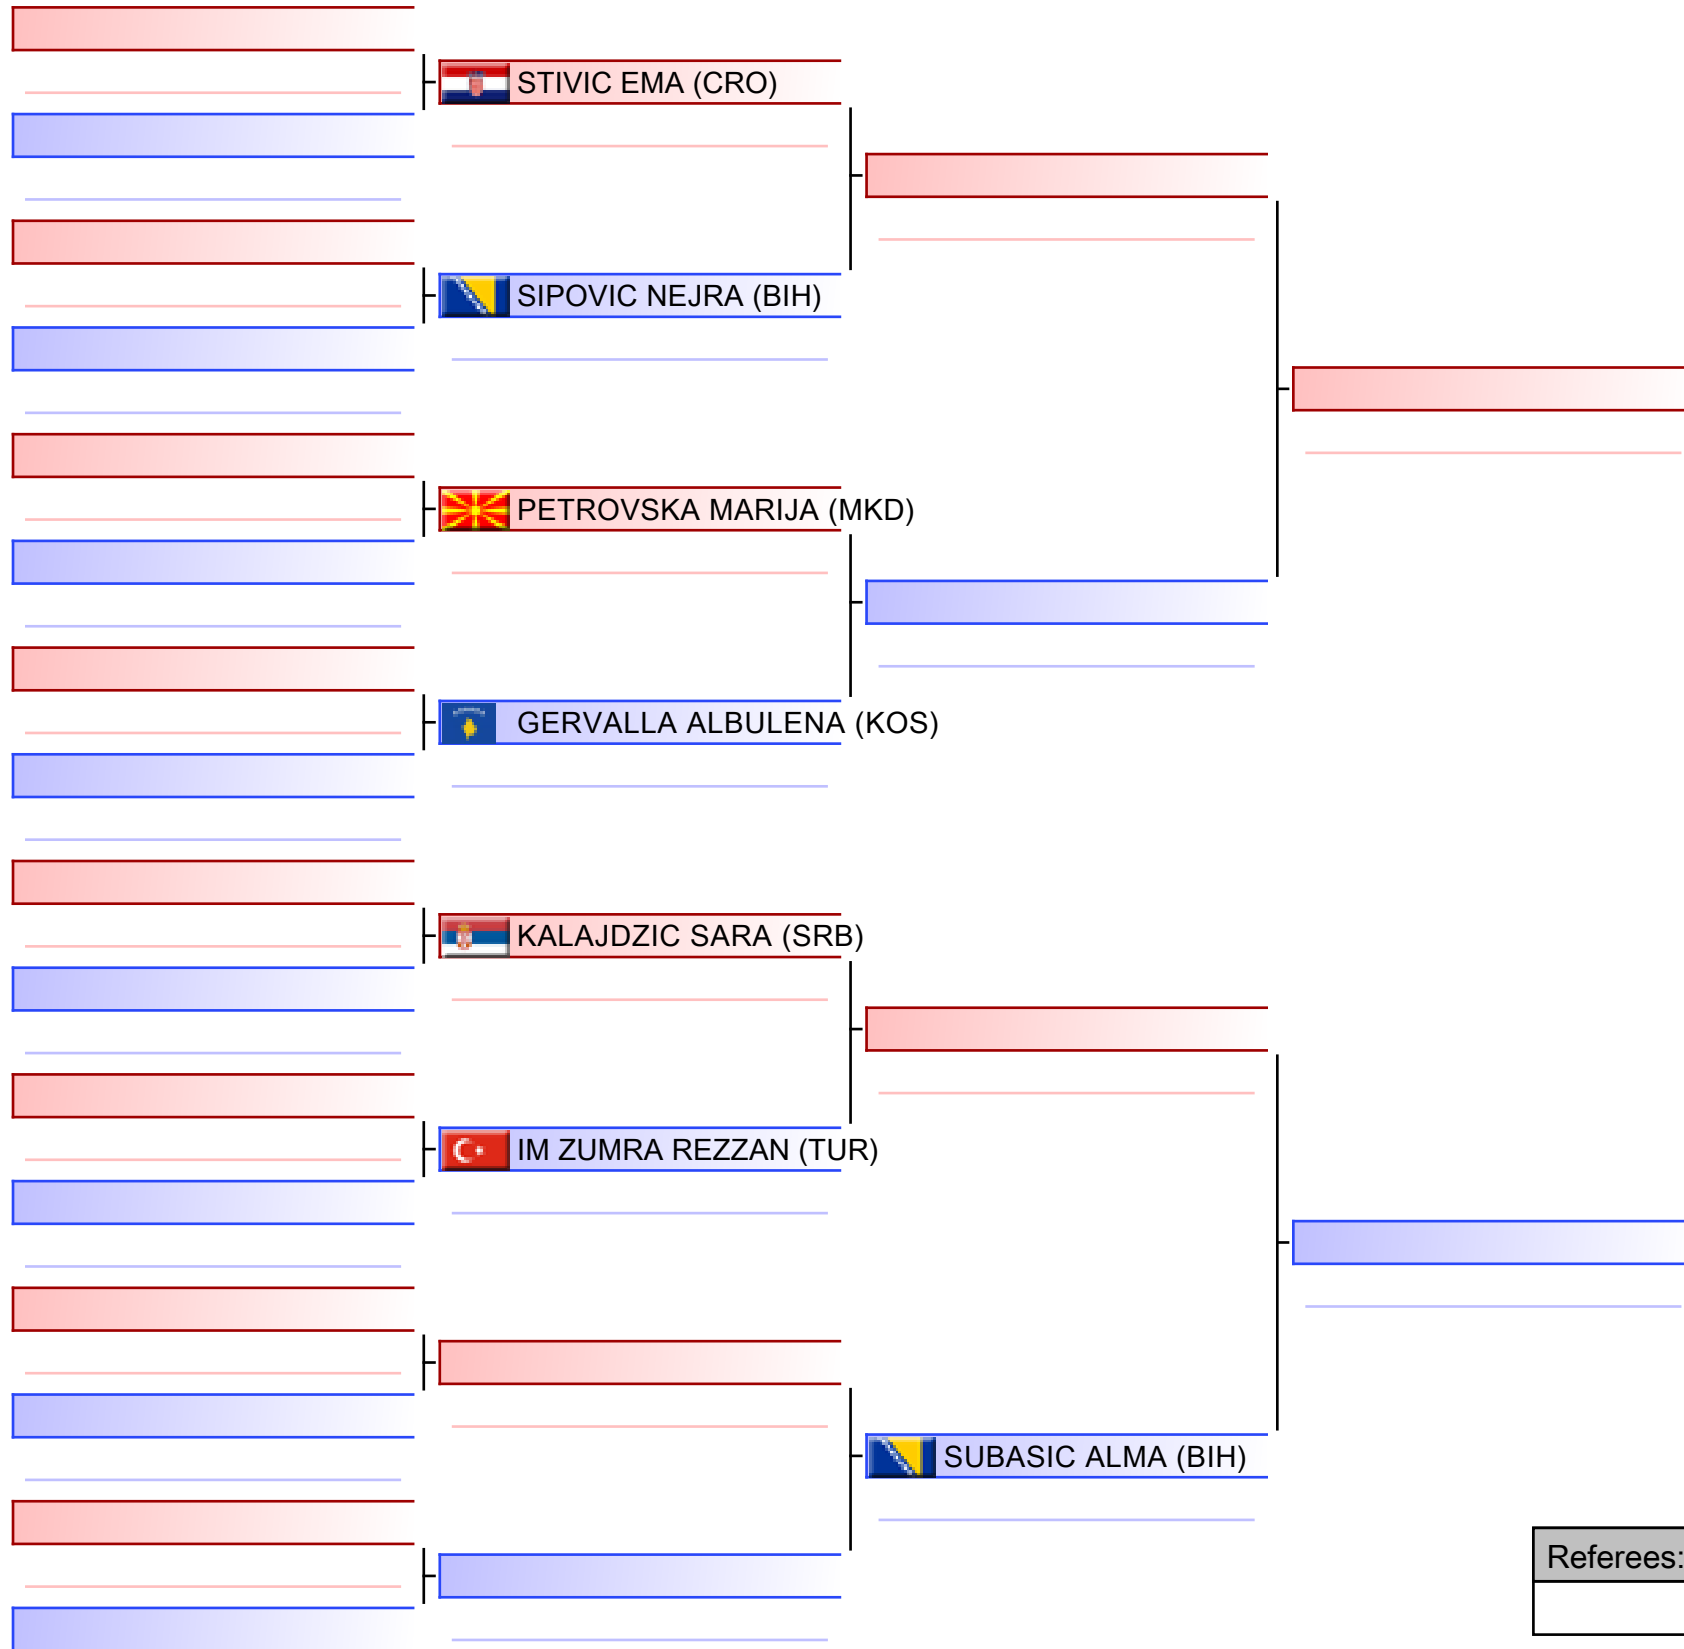 STIVIC EMA (CRO)
SIPOVIC NEJRA (BIH)
PETROVSKA MARIJA (MKD)
GERVALLA ALBULENA (KOS)
KALAJDZIC SARA (SRB)
IM ZUMRA REZZAN (TUR)
SUBASIC ALMA (BIH)
Referees: